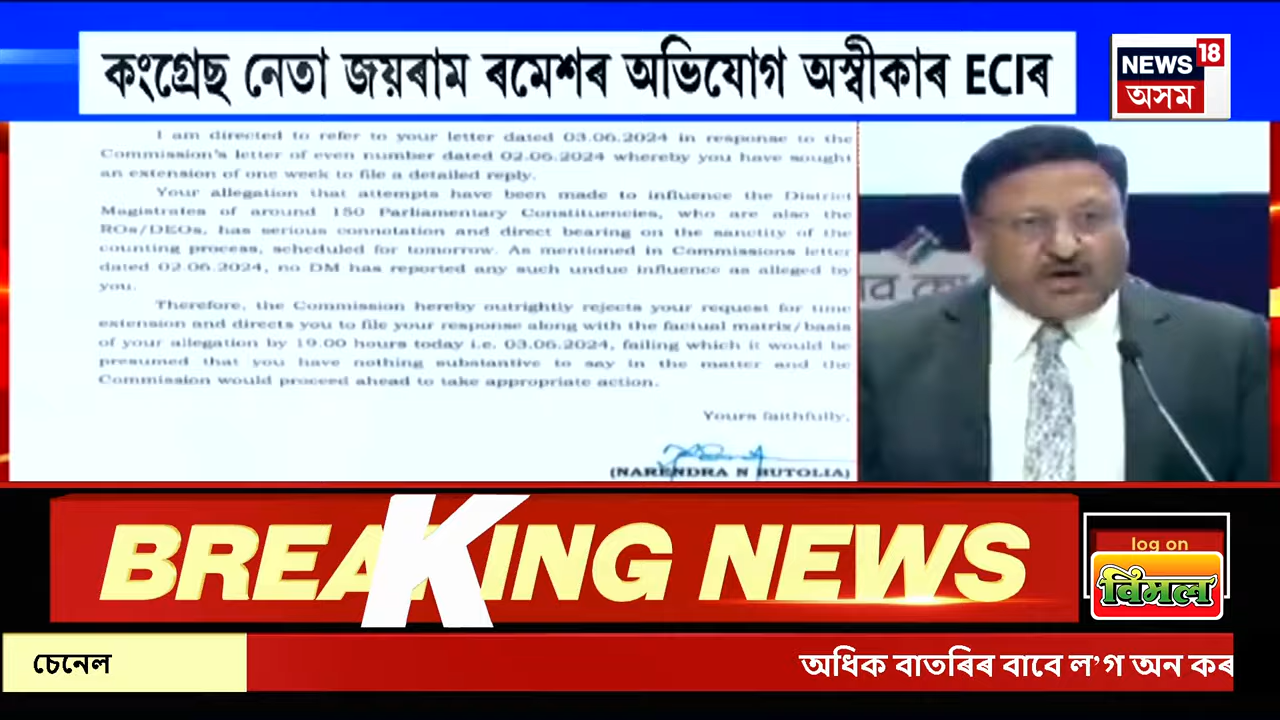 কংগ্ৰেছ নেতা জয়ৰাম ৰমেশৰ অভিযোগ অস্বীকাৰ ECIৰ
NEWS 18
অসম
I am directed to refer to your letter dated 03.06.2024 in response to the
Commission's letter of even number dated 02.06.2024 whereby you have sought
an extension of one week to file a detailed reply.
Your allegation that attempts have been made to influence the District
Magistrates of around 150 Parliamentary Constituencies, who are also the
ROs/DEOs, has serious connotation and direct bearing on the sanctity of the
counting process, scheduled for tomorrow. As mentioned in Commissions letter
dated 02.06.2024, no DM has reported any such undue influence as alleged by
you.
Therefore, the Commission hereby outrightly rejects your request for time
extension and directs you to file your response along with the factual matrix/basis
of your allegation by 19.00 hours today i.e. 03.06.2024, failing which it would be
presumed that you have nothing substantive to say in the matter and the
Commission would proceed ahead to take appropriate action.
Yours faithfully,
(NARENDRA N BUTOLIA)
BREAKING NEWS
log on
विमल
চেনেল
অধিক বাতৰিৰ বাবে ল'গ অন কৰ